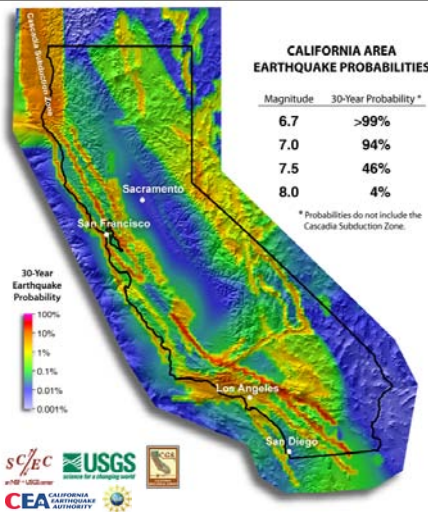 CALIFORNIA AREA
EARTHQUAKE PROBABILITIES
Magnitude 30-Year Probability *
6.7 >99%
7.0 94%
7.5 46%
8.0 4%
* Probabilities do not include the
Cascadia Subduction Zone.
Cascadia Subduction Zone
Sacramento
San Francisco
Los Angeles
San Diego
30-Year
Earthquake
Probability
100%
10%
1%
0.1%
0.01%
0.001%
SC/EC
USGS
science for a changing world
CEA CALIFORNIA
EARTHQUAKE
AUTHORITY